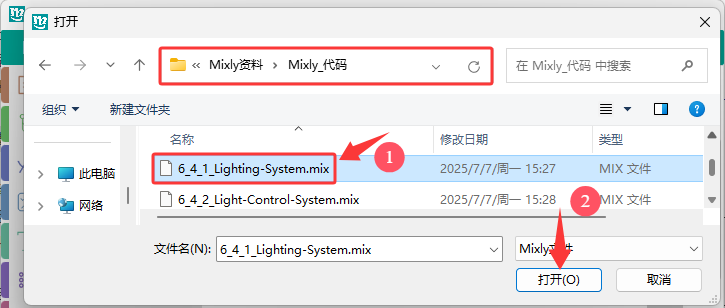 打开
Mixly资料 > Mixly_代码
在 Mixly_代码 中搜索
组织 新建文件夹
名称 修改日期 类型
此电脑
6_4_1_Lighting-System.mix 2025/7/7/周一 15:27 MIX 文件
1
网络
6_4_2_Light-Control-System.mix 2025/7/7/周一 15:28 MIX 文件
2
文件名(N): 6_4_1_Lighting-System.mix Mixly文件
打开(O) 取消